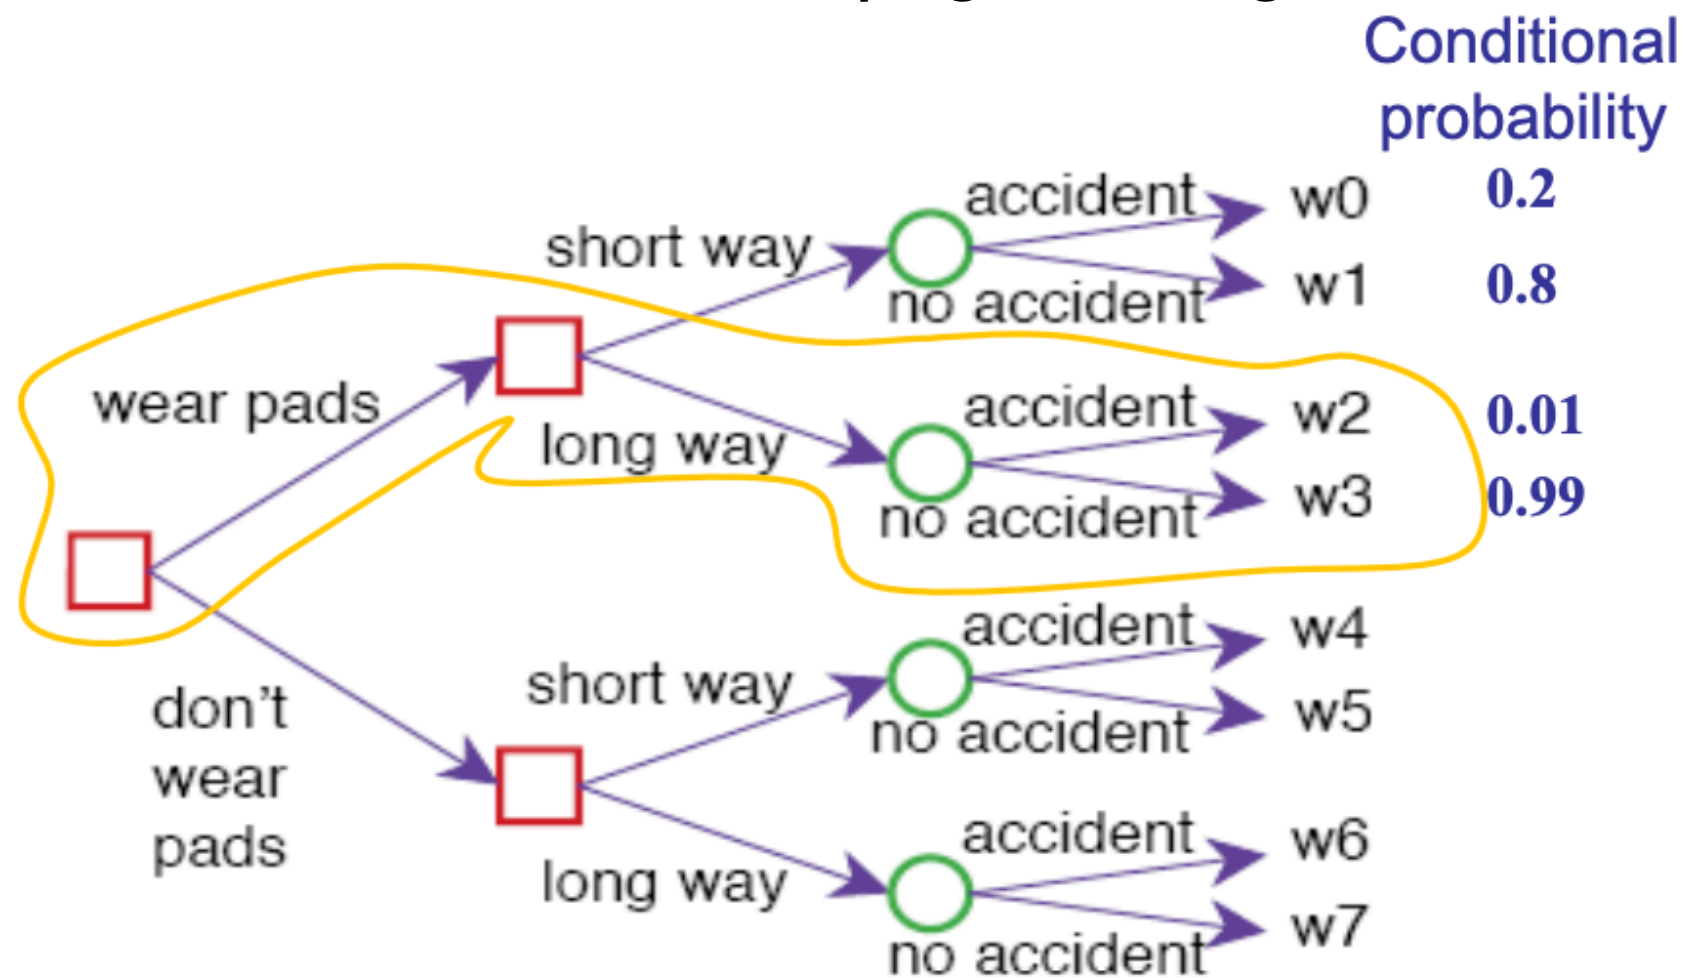 Conditional
probability
accident w0 0.2
short way
no accident w1 0.8
wear pads
accident w2 0.01
long way
no accident w3 0.99
accident w4
don't
short way
no accident w5
wear
pads
accident w6
long way
no accident w7